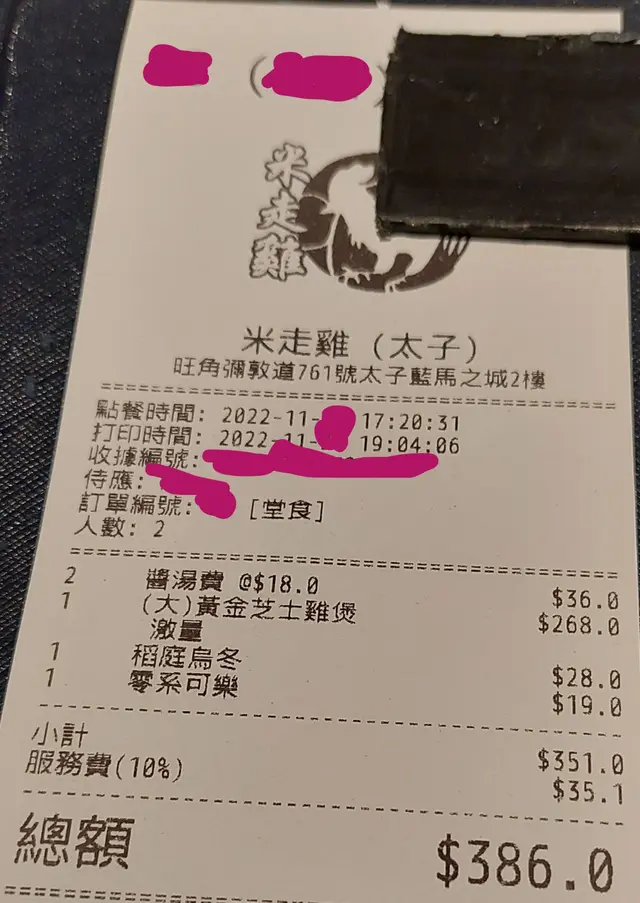 米走雞
米走雞 (太子)
旺角彌敦道761號太子藍馬之城2樓
點餐時間: 2022-11- 17:20:31
打印時間: 2022-11- 19:04:06
收據編號:
侍應:
訂單編號: [堂食]
人數: 2
2 醬湯費 @$18.0 $36.0
1 (大)黃金芝士雞煲 $268.0
激量
1 稻庭烏冬 $28.0
1 零系可樂 $19.0
小計 $351.0
服務費(10%) $35.1
總額 $386.0